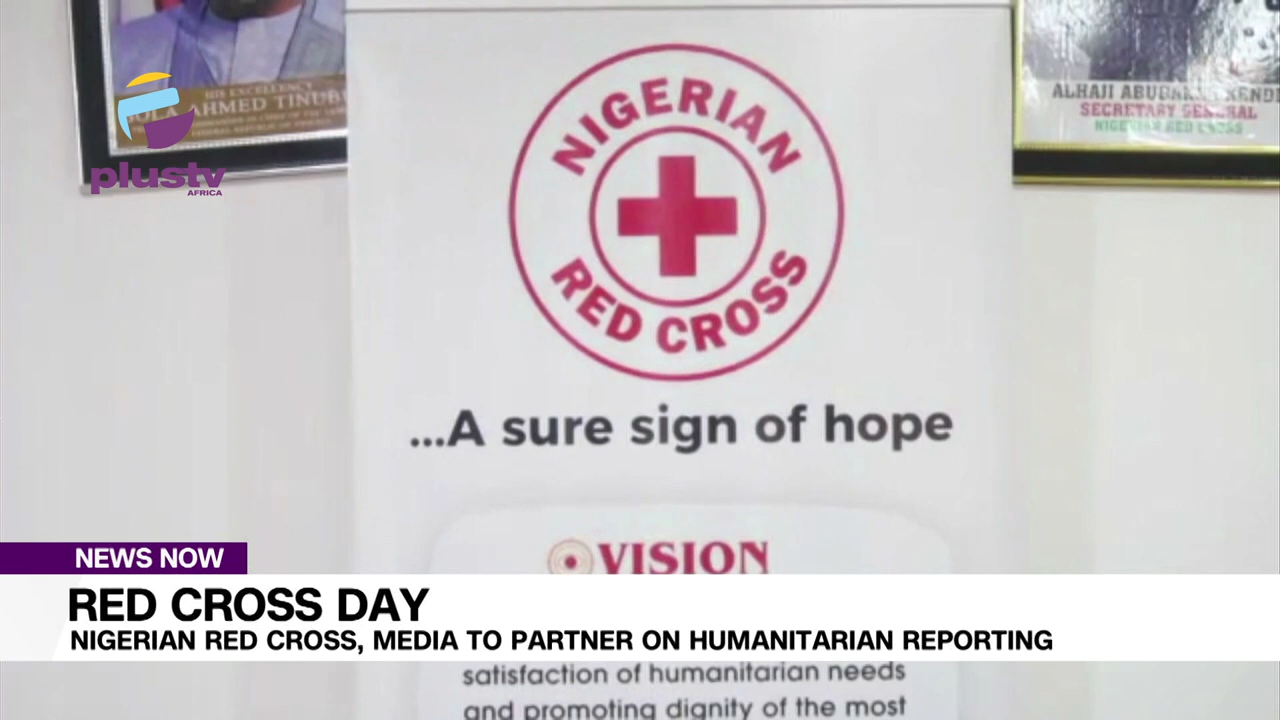 HIS EXCELLENCY
BOLA AHMED TINUBU
plustv
AFRICA
ALHAJI ABUBAKAR
SECRETARY GENERAL
NIGERIAN RED CROSS
NIGERIAN
RED CROSS
...A sure sign of hope
VISION
NEWS NOW
RED CROSS DAY
NIGERIAN RED CROSS, MEDIA TO PARTNER ON HUMANITARIAN REPORTING
satisfaction of humanitarian needs
and promoting dignity of the most